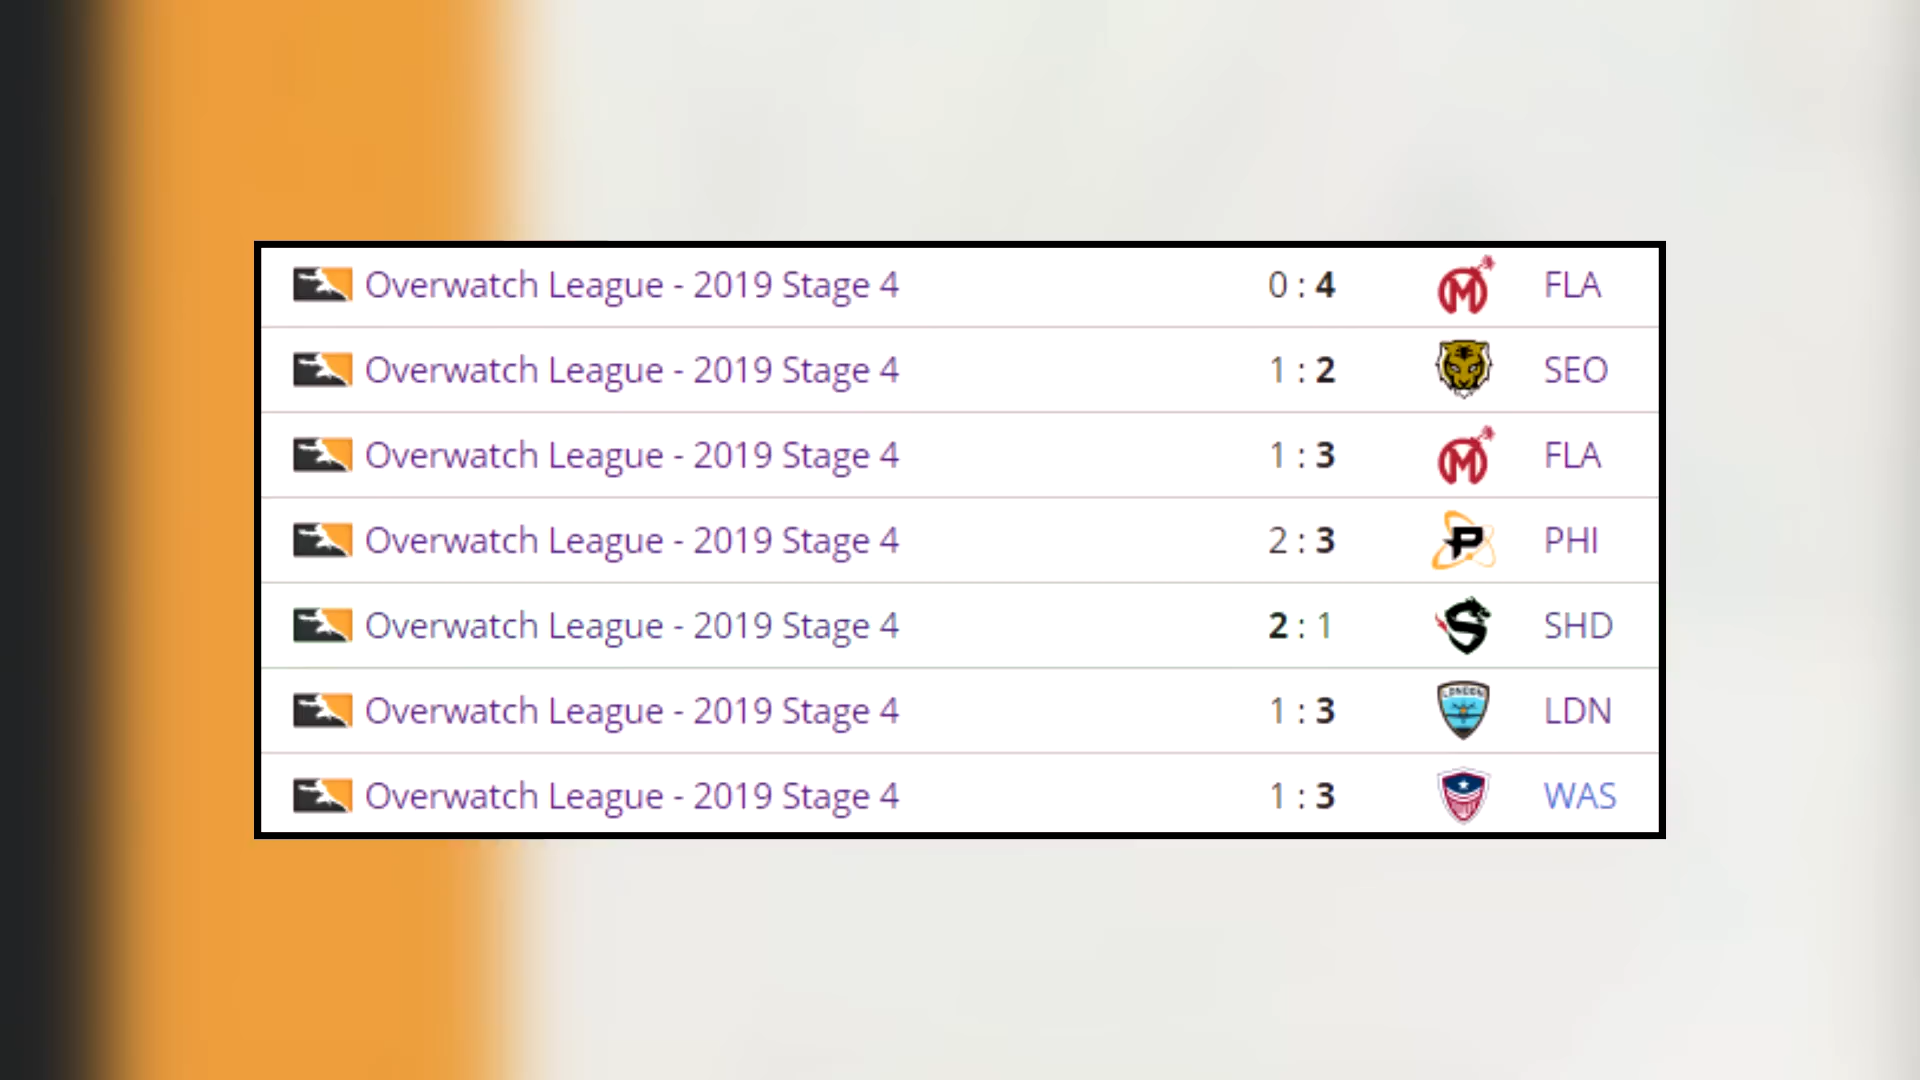 Overwatch League - 2019 Stage 4 0 : 4 FLA
Overwatch League - 2019 Stage 4 1 : 2 SEO
Overwatch League - 2019 Stage 4 1 : 3 FLA
Overwatch League - 2019 Stage 4 2 : 3 PHI
Overwatch League - 2019 Stage 4 2 : 1 SHD
Overwatch League - 2019 Stage 4 1 : 3 LONDON LDN
Overwatch League - 2019 Stage 4 1 : 3 WAS